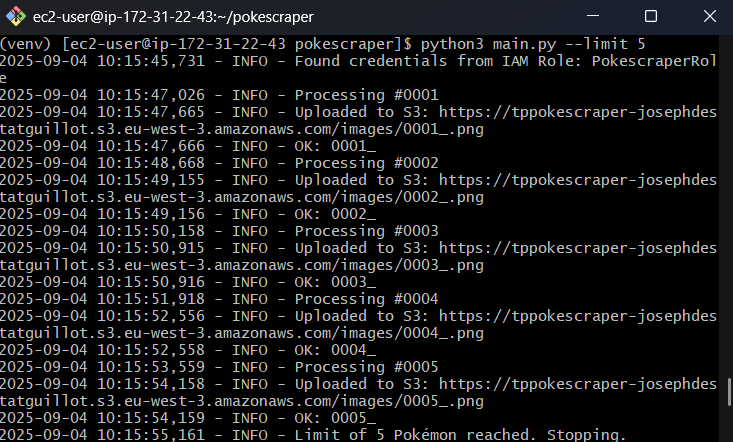 ec2-user@ip-172-31-22-43:~/pokescraper
(venv) [ec2-user@ip-172-31-22-43 pokescraper]$ python3 main.py --limit 5
2025-09-04 10:15:45,731 - INFO - Found credentials from IAM Role: PokescraperRol
e
2025-09-04 10:15:47,026 - INFO - Processing #0001
2025-09-04 10:15:47,665 - INFO - Uploaded to S3: https://tppokescraper-josephdes
tatguillot.s3.eu-west-3.amazonaws.com/images/0001_.png
2025-09-04 10:15:47,666 - INFO - OK: 0001_
2025-09-04 10:15:48,668 - INFO - Processing #0002
2025-09-04 10:15:49,155 - INFO - Uploaded to S3: https://tppokescraper-josephdes
tatguillot.s3.eu-west-3.amazonaws.com/images/0002_.png
2025-09-04 10:15:49,156 - INFO - OK: 0002_
2025-09-04 10:15:50,158 - INFO - Processing #0003
2025-09-04 10:15:50,915 - INFO - Uploaded to S3: https://tppokescraper-josephdes
tatguillot.s3.eu-west-3.amazonaws.com/images/0003_.png
2025-09-04 10:15:50,916 - INFO - OK: 0003_
2025-09-04 10:15:51,918 - INFO - Processing #0004
2025-09-04 10:15:52,556 - INFO - Uploaded to S3: https://tppokescraper-josephdes
tatguillot.s3.eu-west-3.amazonaws.com/images/0004_.png
2025-09-04 10:15:52,558 - INFO - OK: 0004_
2025-09-04 10:15:53,559 - INFO - Processing #0005
2025-09-04 10:15:54,158 - INFO - Uploaded to S3: https://tppokescraper-josephdes
tatguillot.s3.eu-west-3.amazonaws.com/images/0005_.png
2025-09-04 10:15:54,159 - INFO - OK: 0005_
2025-09-04 10:15:55,161 - INFO - Limit of 5 Pokémon reached. Stopping.